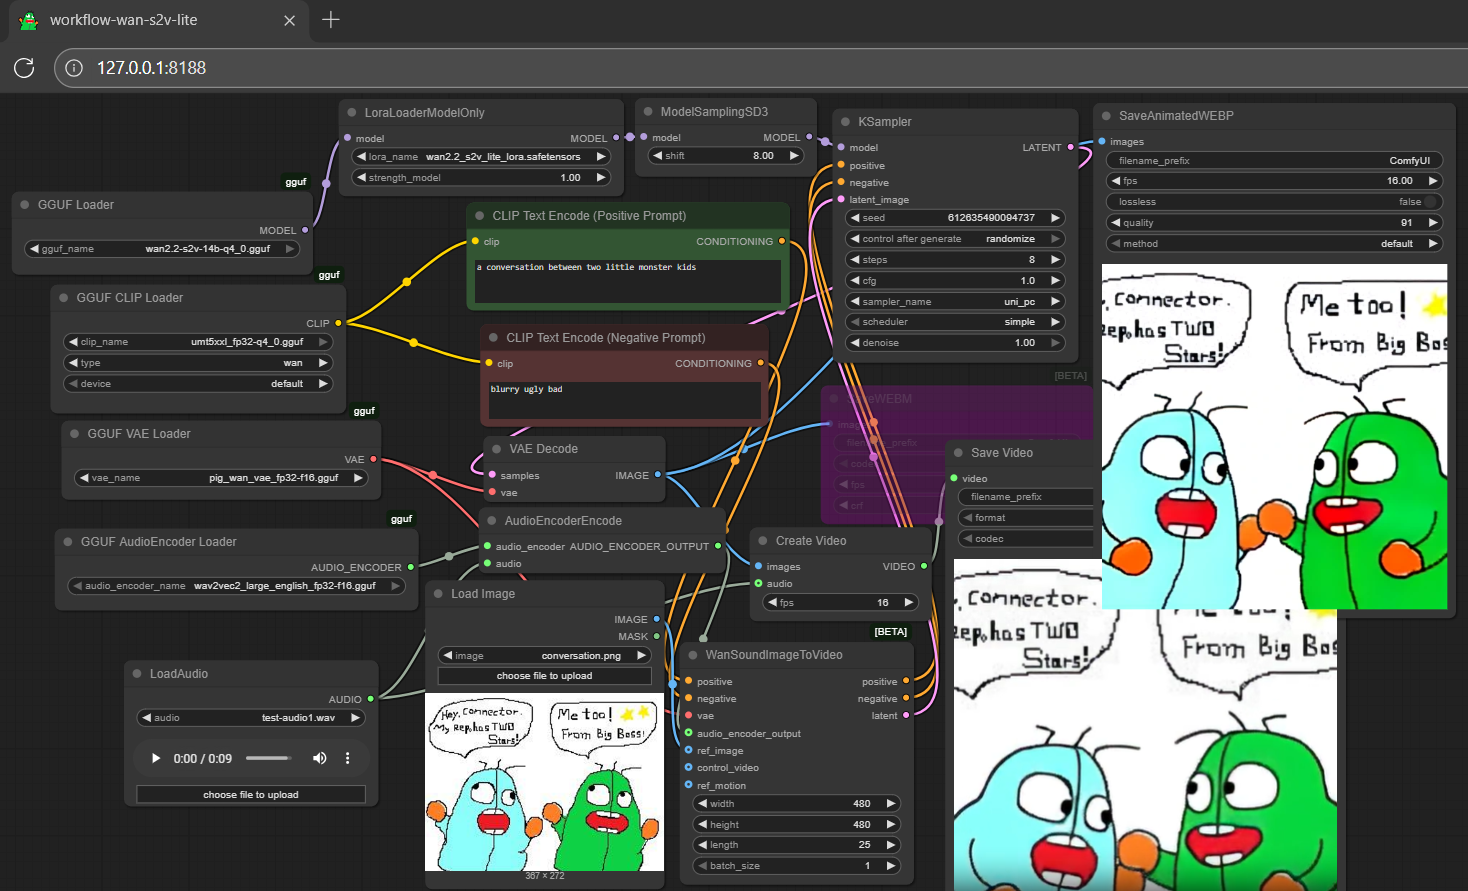 workflow-wan-s2v-lite
127.0.0.1:8188
LoraLoaderModelOnly
model
MODEL
lora_name
wan2.2_s2v_lite_lora.safetensors
strength_model
1.00
ModelSamplingSD3
model
MODEL
shift
8.00
KSampler
model
LATENT
positive
negative
latent_image
seed
612635490094737
control after generate
randomize
steps
8
cfg
1.0
sampler_name
uni_pc
scheduler
simple
denoise
1.00
SaveAnimatedWEBP
images
filename_prefix
ComfyUI
fps
16.00
lossless
false
quality
91
method
default
, Connector.
Rep.has TWO
Stars!
Me too!
From Big Bos
gguf
GGUF Loader
MODEL
gguf_name
wan2.2-s2v-14b-q4_0.gguf
CLIP Text Encode (Positive Prompt)
clip
CONDITIONING
a conversation between two little monster kids
gguf
GGUF CLIP Loader
CLIP
clip_name
umt5xxl_fp32-q4_0.gguf
type
wan
device
default
CLIP Text Encode (Negative Prompt)
clip
CONDITIONING
blurry ugly bad
gguf
GGUF VAE Loader
VAE
vae_name
pig_wan_vae_fp32-f16.gguf
VAE Decode
samples
IMAGE
vae
[BETA]
SaveWEBM
images
filename_prefix
codec
fps
crf
Save Video
video
filename_prefix
format
codec
gguf
GGUF AudioEncoder Loader
AUDIO_ENCODER
audio_encoder_name
wav2vec2_large_english_fp32-f16.gguf
AudioEncoderEncode
audio_encoder
AUDIO_ENCODER_OUTPUT
audio
Create Video
images
VIDEO
audio
fps
16
Load Image
IMAGE
MASK
image
conversation.png
choose file to upload
Hey, Connector.
My Rep.has TWO
Stars!
Me too!
From Big Boss!
367 × 272
LoadAudio
AUDIO
audio
test-audio1.wav
0:00 / 0:09
choose file to upload
[BETA]
WanSoundImageToVideo
positive
positive
negative
negative
vae
latent
audio_encoder_output
ref_image
control_video
ref_motion
width
480
height
480
length
25
batch_size
1
, Connector.
Rep.has TWO
Stars!
Me too!
From Big Bos